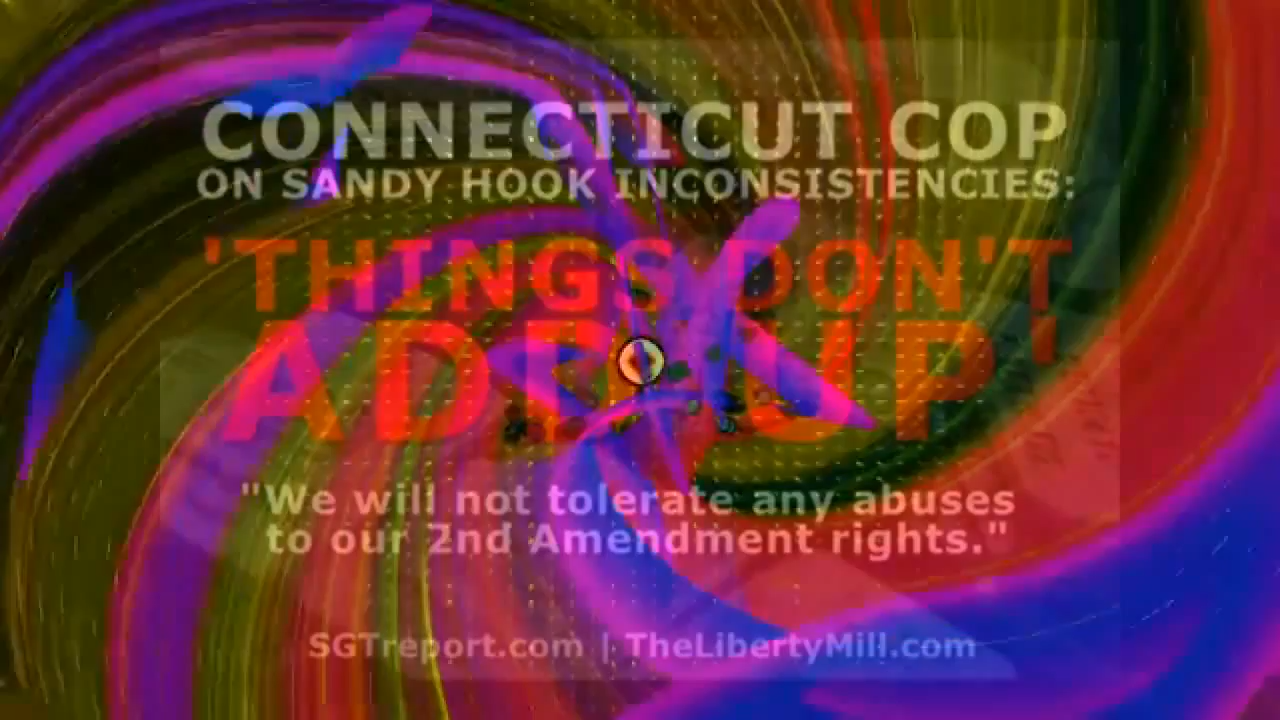 CONNECTICUT COP
ON SANDY HOOK INCONSISTENCIES:
'THINGS DON'T
ADD UP'
"We will not tolerate any abuses
to our 2nd Amendment rights."
SGTreport.com | TheLibertyMill.com